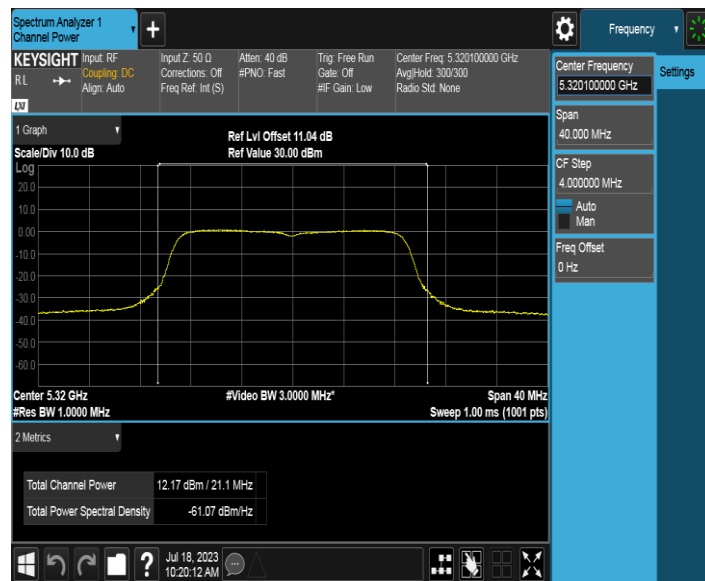 Spectrum Analyzer 1
Channel Power
+
Frequency
KEYSIGHT
RL
LXI
Input: RF
Coupling: DC
Align: Auto
Input Z: 50 Ω
Corrections: Off
Freq Ref: Int (S)
Atten: 40 dB
#PNO: Fast
Trig: Free Run
Gate: Off
#IF Gain: Low
Center Freq: 5.320100000 GHz
Avg|Hold: 300/300
Radio Std: None
Center Frequency
5.320100000 GHz
Settings
Span
40.000 MHz
CF Step
4.000000 MHz
Auto
Man
Freq Offset
0 Hz
1 Graph
Scale/Div 10.0 dB
Ref Lvl Offset 11.04 dB
Ref Value 30.00 dBm
Log
20.0
10.0
0.00
-10.0
-20.0
-30.0
-40.0
-50.0
-60.0
Center 5.32 GHz
#Res BW 1.0000 MHz
#Video BW 3.0000 MHz*
Span 40 MHz
Sweep 1.00 ms (1001 pts)
2 Metrics
Total Channel Power 12.17 dBm / 21.1 MHz
Total Power Spectral Density -61.07 dBm/Hz
?
Jul 18, 2023
10:20:12 AM